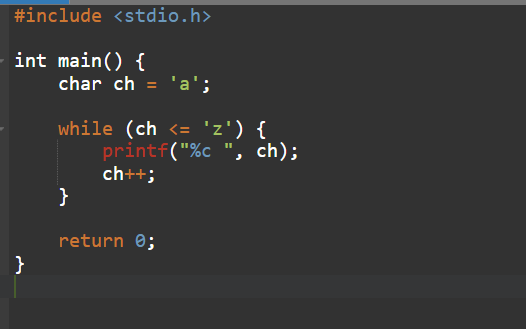 #include <stdio.h>
int main() {
    char ch = 'a';
    while (ch <= 'z') {
        printf("%c ", ch);
        ch++;
    }
    return 0;
}